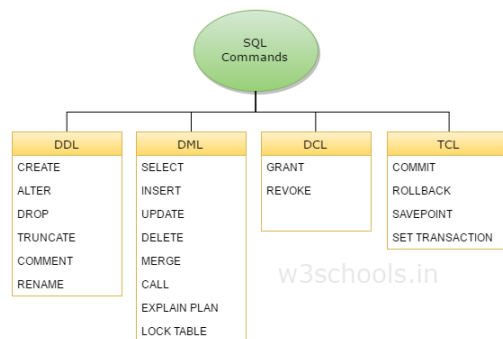 SQL
Commands
DDL
CREATE
ALTER
DROP
TRUNCATE
COMMENT
RENAME
DML
SELECT
INSERT
UPDATE
DELETE
MERGE
CALL
EXPLAIN PLAN
LOCK TABLE
DCL
GRANT
REVOKE
TCL
COMMIT
ROLLBACK
SAVEPOINT
SET TRANSACTION
w3schools.in